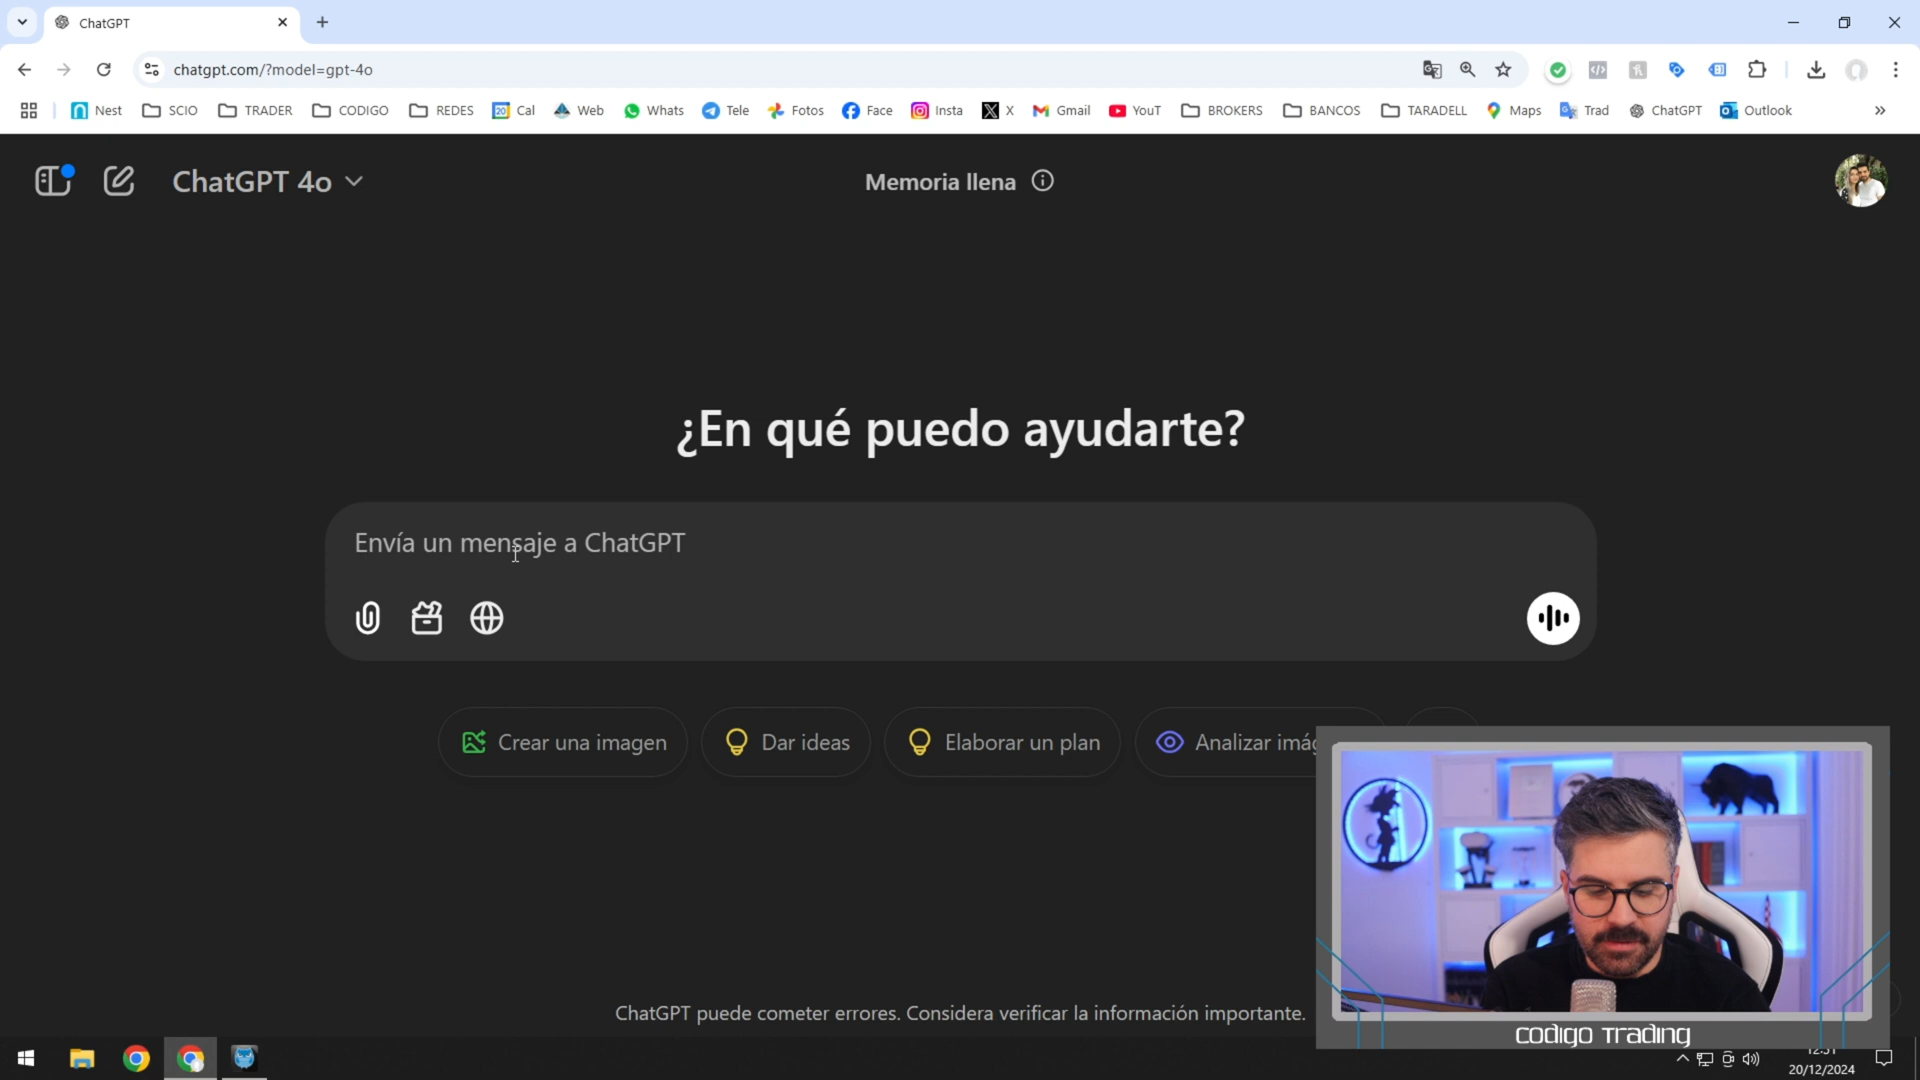 ChatGPT
chatgpt.com/?model=gpt-4o
Nest SCIO TRADER CODIGO REDES Cal Web Whats Tele Fotos Face Insta X Gmail YouT BROKERS BANCOS TARADELL Maps Trad ChatGPT Outlook
ChatGPT 4o
Memoria llena
¿En qué puedo ayudarte?
Envía un mensaje a ChatGPT
Crear una imagen
Dar ideas
Elaborar un plan
Analizar
ChatGPT puede cometer errores. Considera verificar la información importante.
CODIGO TRADING
20/12/2024